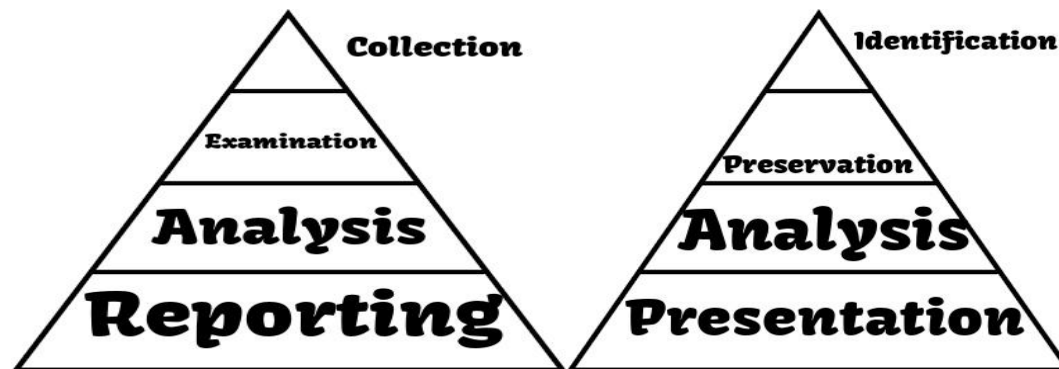 Collection
Examination
Analysis
Reporting
Identification
Preservation
Analysis
Presentation